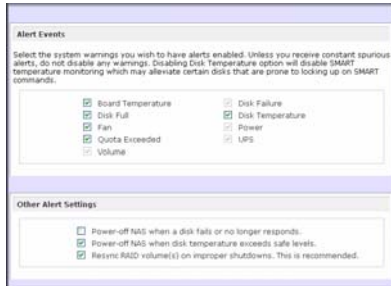 Alert Events
Select the system warnings you wish to have alerts enabled. Unless you receive constant spurious
alerts, do not disable any warnings. Disabling Disk Temperature option will disable SMART
temperature monitoring which may alleviate certain disks that are prone to locking up on SMART
commands.
Board Temperature
Disk Failure
Disk Full
Disk Temperature
Fan
Power
Quota Exceeded
UPS
Volume
Other Alert Settings
Power-off NAS when a disk fails or no longer responds.
Power-off NAS when disk temperature exceeds safe levels.
Resync RAID volume(s) on improper shutdowns. This is recommended.